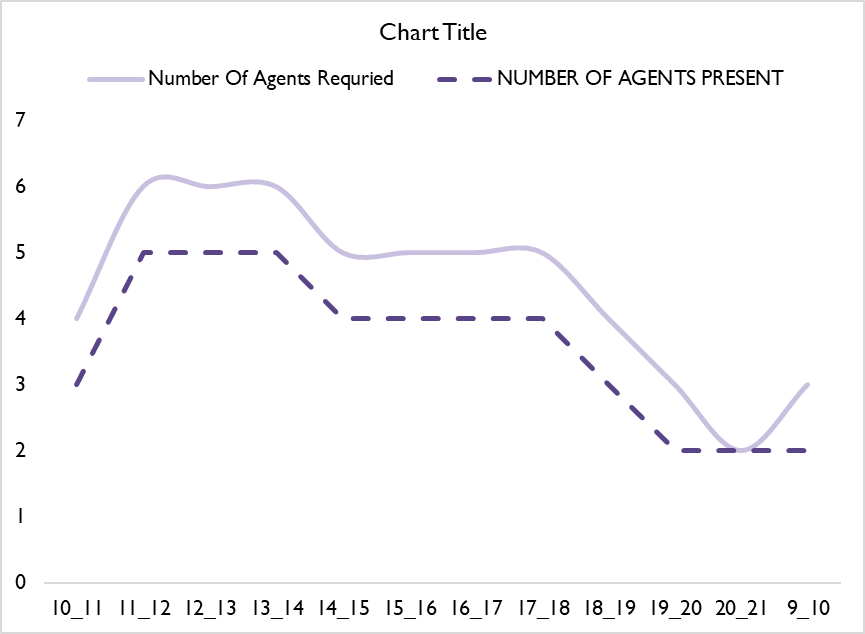 Chart Title
Number Of Agents Requried NUMBER OF AGENTS PRESENT
7
6
5
4
3
2
1
0
10_11 11_12 12_13 13_14 14_15 15_16 16_17 17_18 18_19 19_20 20_21 9_10